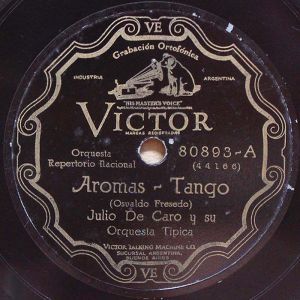 VE
Grabación Ortofónica
INDUSTRIA ARGENTINA
"HIS MASTER'S VOICE"
VICTOR
MARCAS REGISTRADAS
Orquesta
Repertorio Nacional
80893-A
(44166)
Aromas - Tango
(Osvaldo Fresedo)
Julio De Caro y su
Orquesta Típica
VICTOR TALKING MACHINE CO.
SUCURSAL ARGENTINA,
BUENOS AIRES
VE